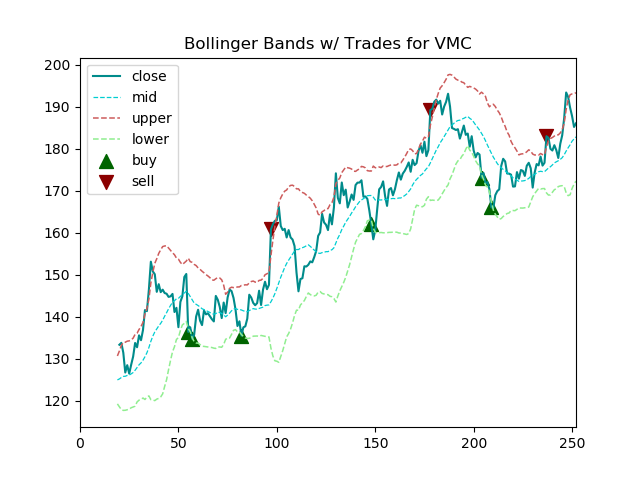 Bollinger Bands w/ Trades for VMC
200
190
180
170
160
150
140
130
120
close
mid
upper
lower
buy
sell
0 50 100 150 200 250